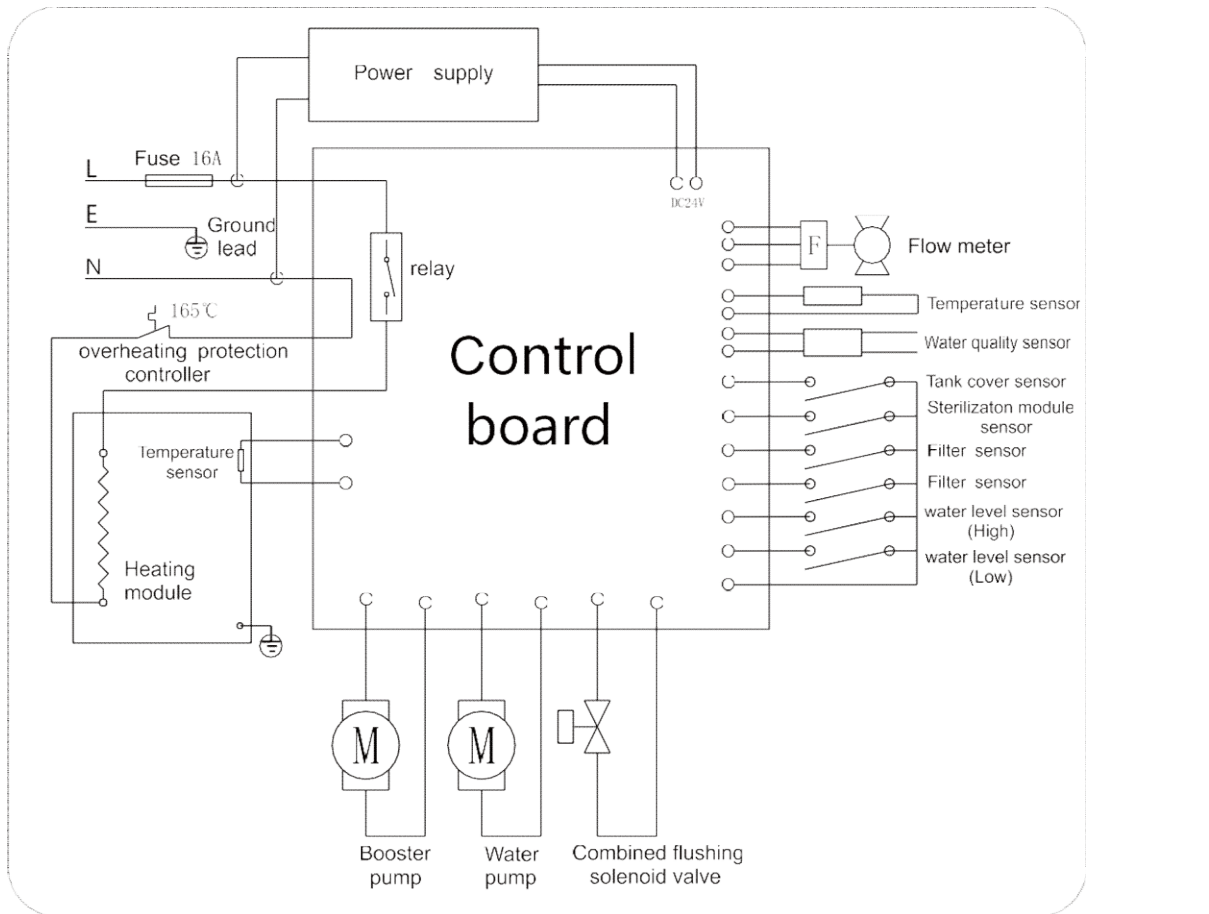 Power supply
Fuse 16A
L
DC24V
E
Ground
lead
F
Flow meter
N
relay
165℃
Temperature sensor
overheating protection
controller
Control
board
Water quality sensor
Tank cover sensor
Sterilizaton module
sensor
Temperature
sensor
Filter sensor
Filter sensor
water level sensor
(High)
water level sensor
(Low)
Heating
module
M
M
Booster
pump
Water
pump
Combined flushing
solenoid valve